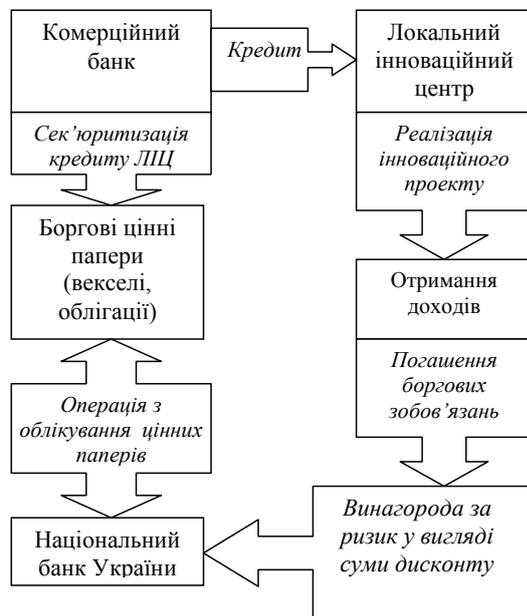 Комерційний
банк
Кредит
Локальний
інноваційний
центр
Сек’юритизація
кредиту ЛІЦ
Реалізація
інноваційного
проекту
Боргові цінні
папери
(векселі,
облігації)
Отримання
доходів
Операція з
облікування цінних
паперів
Погашення
боргових
зобов’язань
Національний
банк України
Винагорода за
ризик у вигляді
суми дисконту